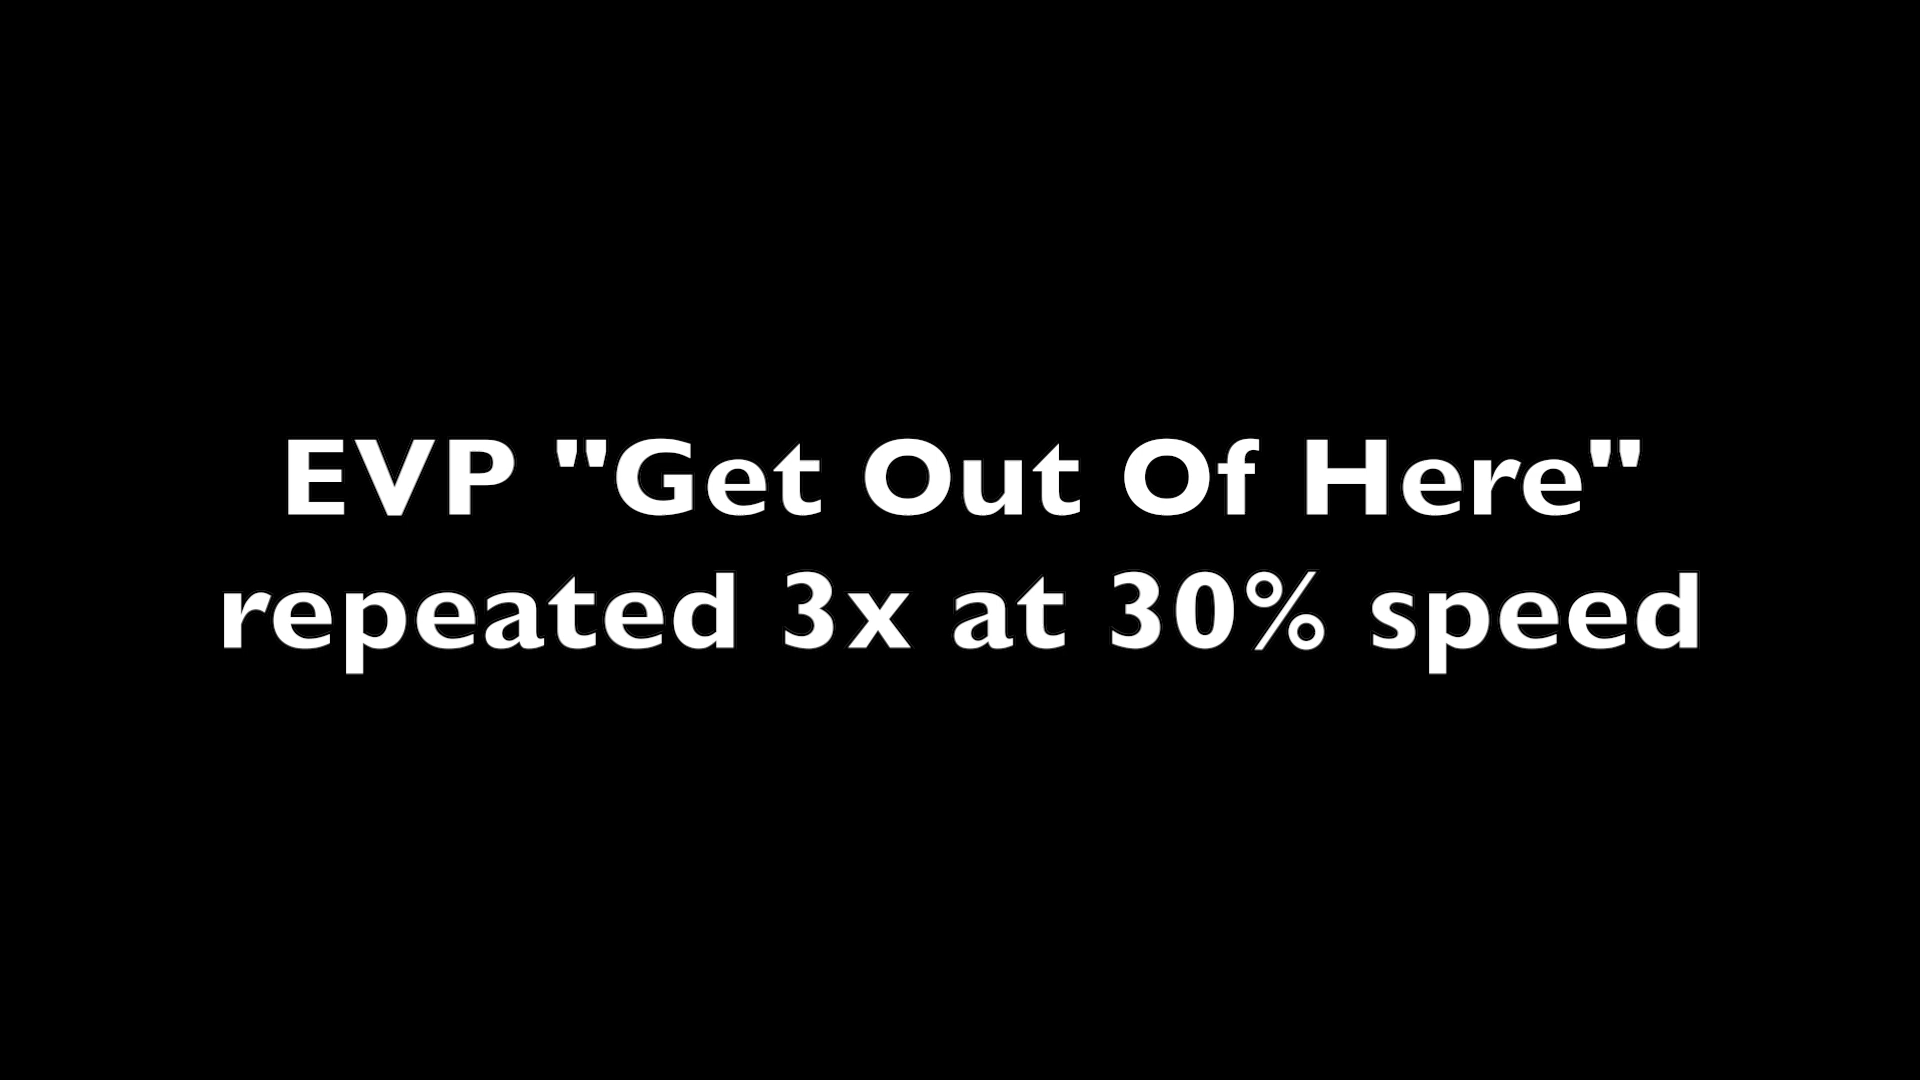 EVP "Get Out Of Here"
repeated 3x at 30% speed